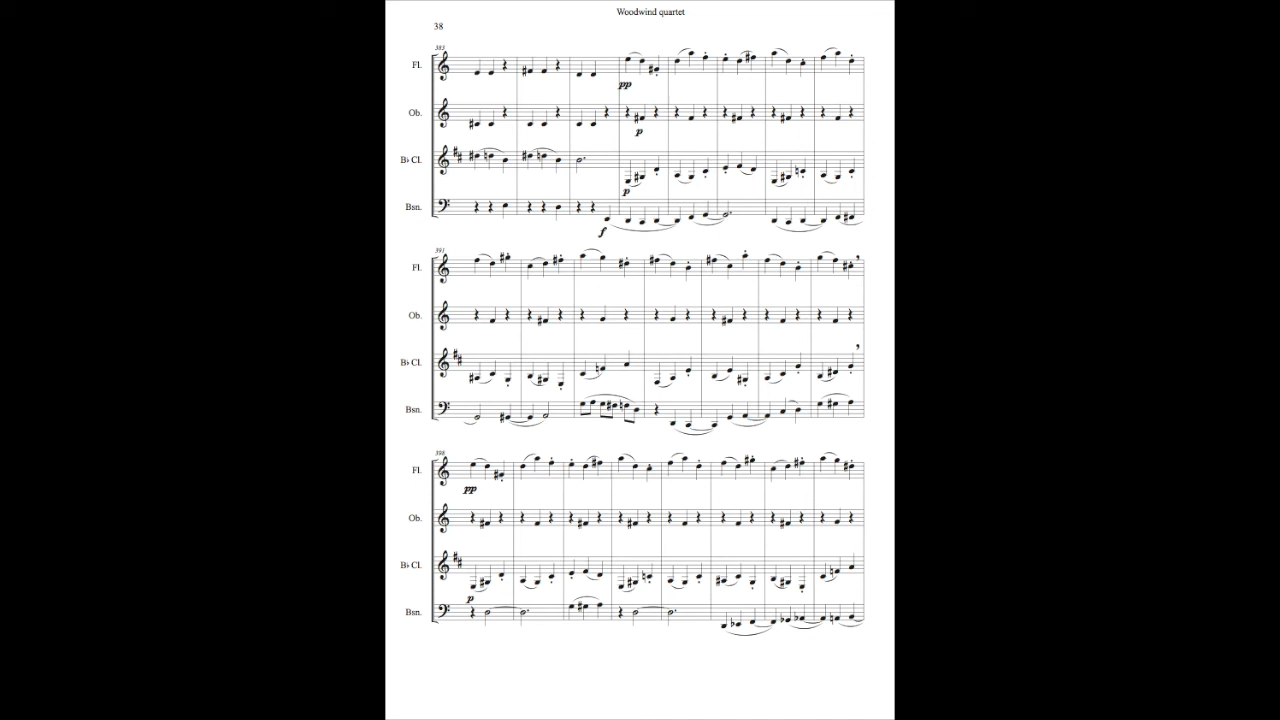 Woodwind quartet
38
383
Fl.
pp
Ob.
p
B♭ Cl.
p
Bsn.
f
391
Fl.
Ob.
B♭ Cl.
Bsn.
398
Fl.
pp
Ob.
B♭ Cl.
p
Bsn.